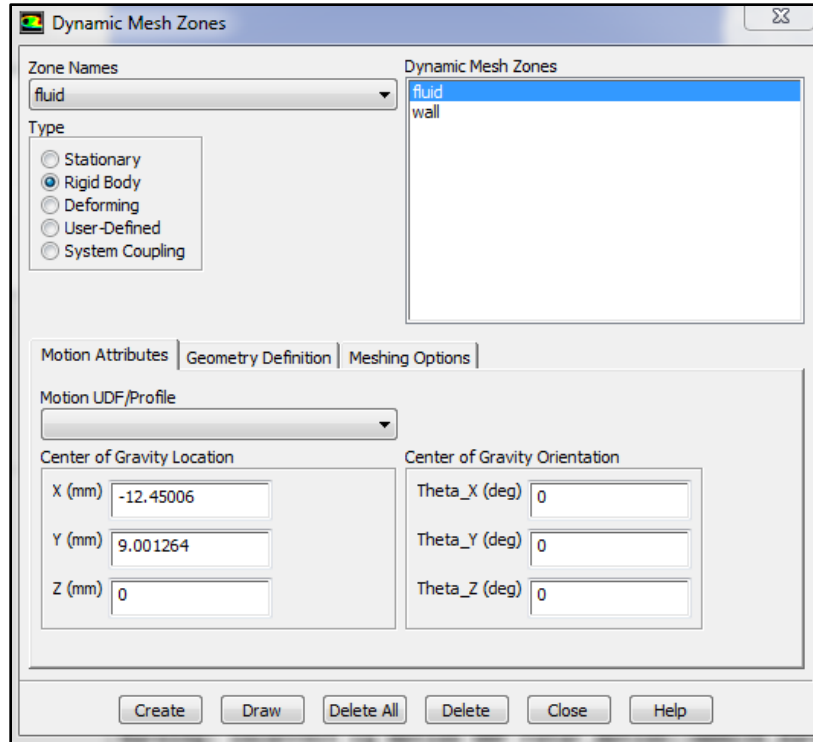 Dynamic Mesh Zones
Zone Names
fluid
Type
Stationary
Rigid Body
Deforming
User-Defined
System Coupling
Dynamic Mesh Zones
fluid
wall
Motion Attributes Geometry Definition Meshing Options
Motion UDF/Profile
Center of Gravity Location
X (mm) -12.45006
Y (mm) 9.001264
Z (mm) 0
Center of Gravity Orientation
Theta_X (deg) 0
Theta_Y (deg) 0
Theta_Z (deg) 0
Create Draw Delete All Delete Close Help